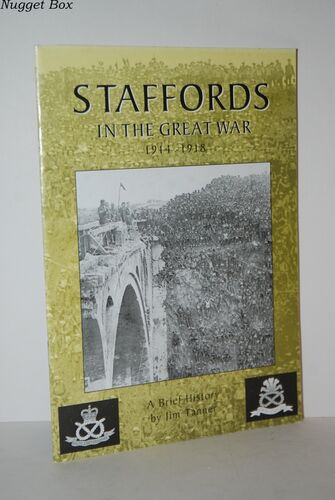 Nugget Box
STAFFORDS
IN THE GREAT WAR
1914-1918
A Brief History
by Jim Tanner